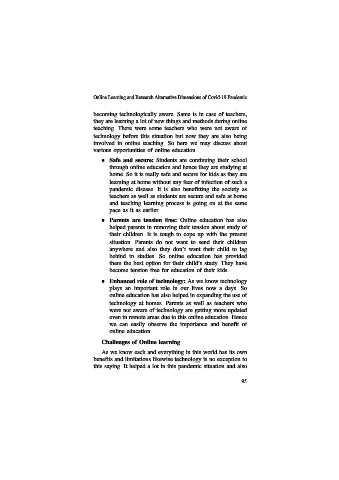 Online Learning and Research Alternative Dimensions of Covid-19 Pandemic
becoming technologically aware. Same is in case of teachers,
they are learning a lot of new things and methods during online
teaching. There were some teachers who were not aware of
technology before this situation but now they are also being
involved in online teaching. So here we may discuss about
various opportunities of online education.
• Safe and secure: Students are continuing their school
through online education and hence they are studying at
home. So it is really safe and secure for kids as they are
learning at home without any fear of infection of such a
pandemic disease. It is also benefitting the society as
teachers as well as students are secure and safe at home
and teaching learning process is going on at the same
pace as it as earlier.
• Parents are tension free: Online education has also
helped parents in removing their tension about study of
their children. It is tough to cope up with the present
situation. Parents do not want to send their children
anywhere and also they don't want their child to lag
behind in studies. So online education has provided
them the best option for their child's study. They have
become tension free for education of their kids.
• Enhanced role of technology: As we know technology
plays an important role in our lives now a days. So
online education has also helped in expanding the use of
technology at homes. Parents as well as teachers who
were not aware of technology are getting more updated
even in remote areas due to this online education. Hence
we can easily observe the importance and benefit of
online education.
Challenges of Online learning
As we know each and everything in this world has its own
benefits and limitations likewise technology is no exception to
this saying. It helped a lot in this pandemic situation and also
95